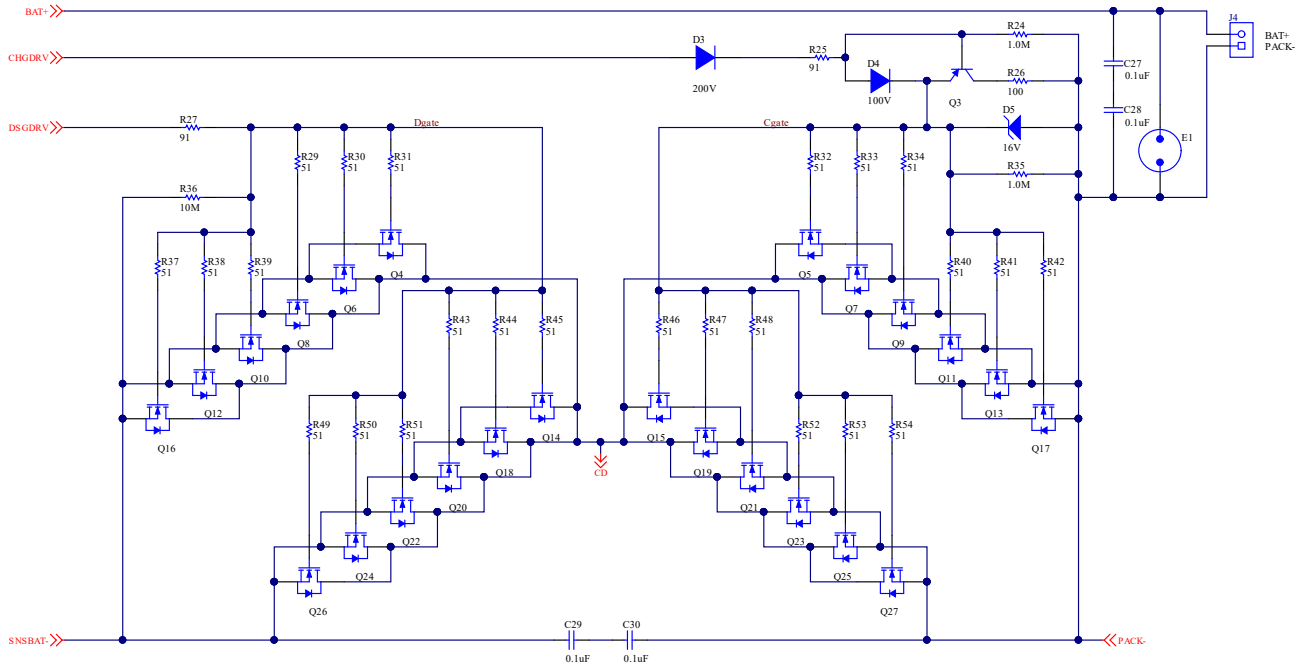 BAT+
J4
BAT+
PACK-
CHGDRV
D3
200V
R25
91
D4
100V
R24
1.0M
Q3
R26
100
C27
0.1uF
C28
0.1uF
E1
DSGDRV
R27
91
Dgate
Cgate
D5
16V
R29
51
R30
51
R31
51
R32
51
R33
51
R34
51
R35
1.0M
R36
10M
R37
51
R38
51
R39
51
Q4
Q5
R40
51
R41
51
R42
51
Q6
Q7
R43
51
R44
51
R45
51
R46
51
R47
51
R48
51
Q8
Q9
Q10
Q11
Q12
Q13
Q16
Q17
R49
51
R50
51
R51
51
Q14
Q15
R52
51
R53
51
R54
51
CD
Q18
Q19
Q20
Q21
Q22
Q23
Q24
Q25
Q26
Q27
SNSBAT-
C29
0.1uF
C30
0.1uF
PACK-